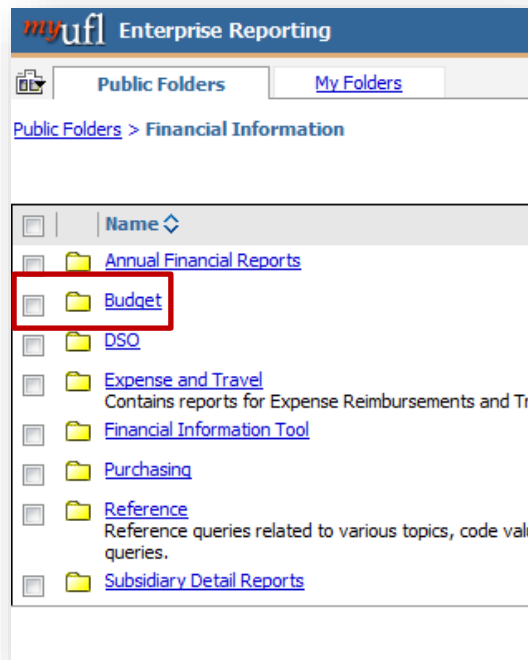 myufl Enterprise Reporting
Public Folders My Folders
Public Folders > Financial Information
Name
Annual Financial Reports
Budget
DSO
Expense and Travel
Contains reports for Expense Reimbursements and
Financial Information Tool
Purchasing
Reference
Reference queries related to various topics, code
queries.
Subsidiary Detail Reports